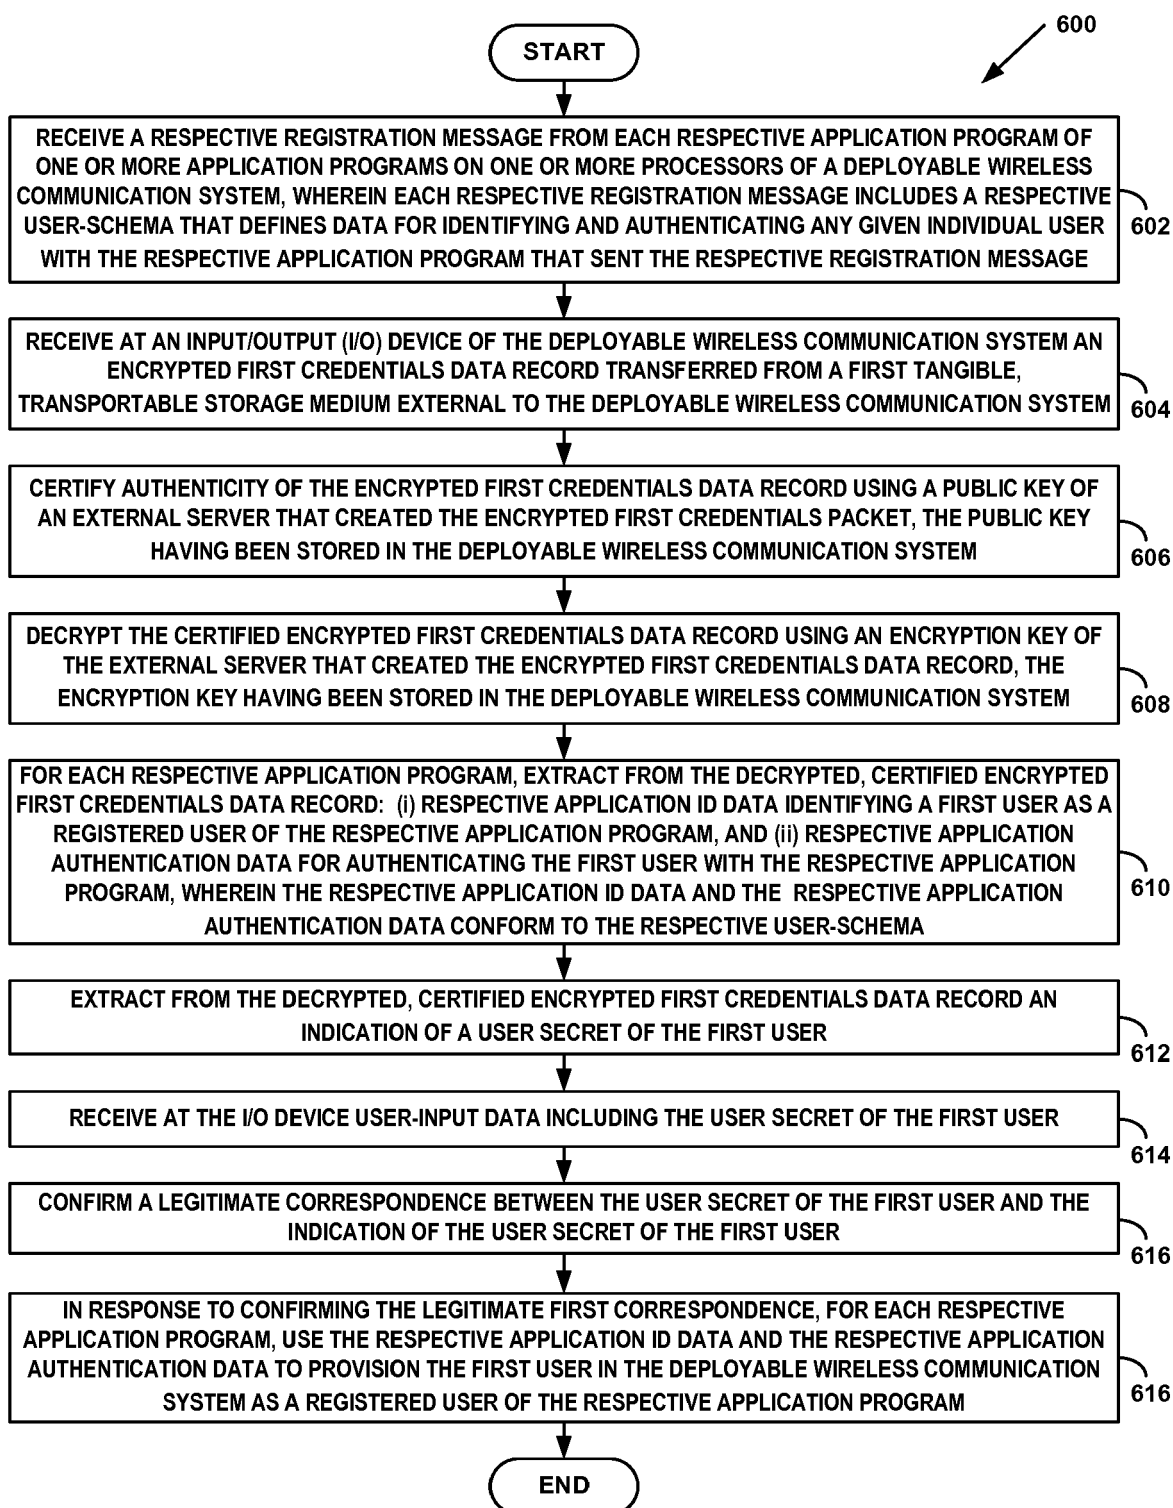 600
START
RECEIVE A RESPECTIVE REGISTRATION MESSAGE FROM EACH RESPECTIVE APPLICATION PROGRAM OF
ONE OR MORE APPLICATION PROGRAMS ON ONE OR MORE PROCESSORS OF A DEPLOYABLE WIRELESS
COMMUNICATION SYSTEM, WHEREIN EACH RESPECTIVE REGISTRATION MESSAGE INCLUDES A RESPECTIVE
USER-SCHEMA THAT DEFINES DATA FOR IDENTIFYING AND AUTHENTICATING ANY GIVEN INDIVIDUAL USER
WITH THE RESPECTIVE APPLICATION PROGRAM THAT SENT THE RESPECTIVE REGISTRATION MESSAGE
602
RECEIVE AT AN INPUT/OUTPUT (I/O) DEVICE OF THE DEPLOYABLE WIRELESS COMMUNICATION SYSTEM AN
ENCRYPTED FIRST CREDENTIALS DATA RECORD TRANSFERRED FROM A FIRST TANGIBLE,
TRANSPORTABLE STORAGE MEDIUM EXTERNAL TO THE DEPLOYABLE WIRELESS COMMUNICATION SYSTEM
604
CERTIFY AUTHENTICITY OF THE ENCRYPTED FIRST CREDENTIALS DATA RECORD USING A PUBLIC KEY OF
AN EXTERNAL SERVER THAT CREATED THE ENCRYPTED FIRST CREDENTIALS PACKET, THE PUBLIC KEY
HAVING BEEN STORED IN THE DEPLOYABLE WIRELESS COMMUNICATION SYSTEM
606
DECRYPT THE CERTIFIED ENCRYPTED FIRST CREDENTIALS DATA RECORD USING AN ENCRYPTION KEY OF
THE EXTERNAL SERVER THAT CREATED THE ENCRYPTED FIRST CREDENTIALS DATA RECORD, THE
ENCRYPTION KEY HAVING BEEN STORED IN THE DEPLOYABLE WIRELESS COMMUNICATION SYSTEM
608
FOR EACH RESPECTIVE APPLICATION PROGRAM, EXTRACT FROM THE DECRYPTED, CERTIFIED ENCRYPTED
FIRST CREDENTIALS DATA RECORD: (i) RESPECTIVE APPLICATION ID DATA IDENTIFYING A FIRST USER AS A
REGISTERED USER OF THE RESPECTIVE APPLICATION PROGRAM, AND (ii) RESPECTIVE APPLICATION
AUTHENTICATION DATA FOR AUTHENTICATING THE FIRST USER WITH THE RESPECTIVE APPLICATION
PROGRAM, WHEREIN THE RESPECTIVE APPLICATION ID DATA AND THE RESPECTIVE APPLICATION
AUTHENTICATION DATA CONFORM TO THE RESPECTIVE USER-SCHEMA
610
EXTRACT FROM THE DECRYPTED, CERTIFIED ENCRYPTED FIRST CREDENTIALS DATA RECORD AN
INDICATION OF A USER SECRET OF THE FIRST USER
612
RECEIVE AT THE I/O DEVICE USER-INPUT DATA INCLUDING THE USER SECRET OF THE FIRST USER
614
CONFIRM A LEGITIMATE CORRESPONDENCE BETWEEN THE USER SECRET OF THE FIRST USER AND THE
INDICATION OF THE USER SECRET OF THE FIRST USER
616
IN RESPONSE TO CONFIRMING THE LEGITIMATE FIRST CORRESPONDENCE, FOR EACH RESPECTIVE
APPLICATION PROGRAM, USE THE RESPECTIVE APPLICATION ID DATA AND THE RESPECTIVE APPLICATION
AUTHENTICATION DATA TO PROVISION THE FIRST USER IN THE DEPLOYABLE WIRELESS COMMUNICATION
SYSTEM AS A REGISTERED USER OF THE RESPECTIVE APPLICATION PROGRAM
616
END